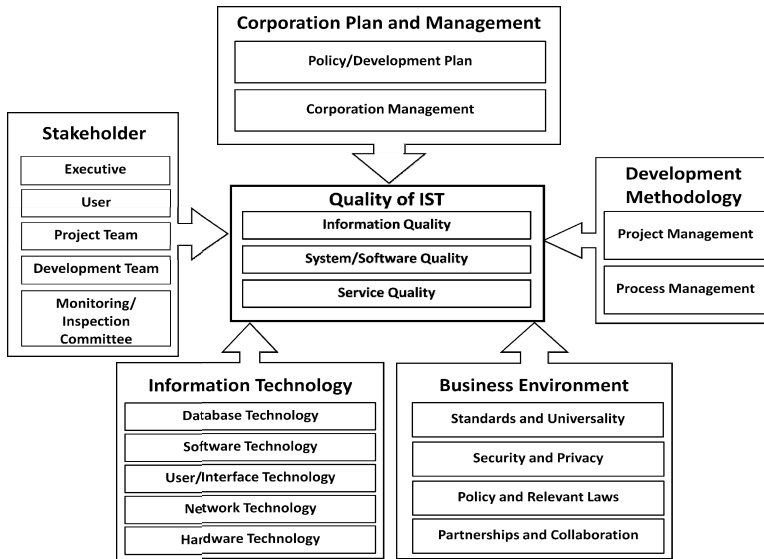 Corporation Plan and Management
Policy/Development Plan
Corporation Management
Stakeholder
Executive
User
Project Team
Development Team
Monitoring/
Inspection
Committee
Quality of IST
Information Quality
System/Software Quality
Service Quality
Development
Methodology
Project Management
Process Management
Information Technology
Database Technology
Software Technology
User/Interface Technology
Network Technology
Hardware Technology
Business Environment
Standards and Universality
Security and Privacy
Policy and Relevant Laws
Partnerships and Collaboration